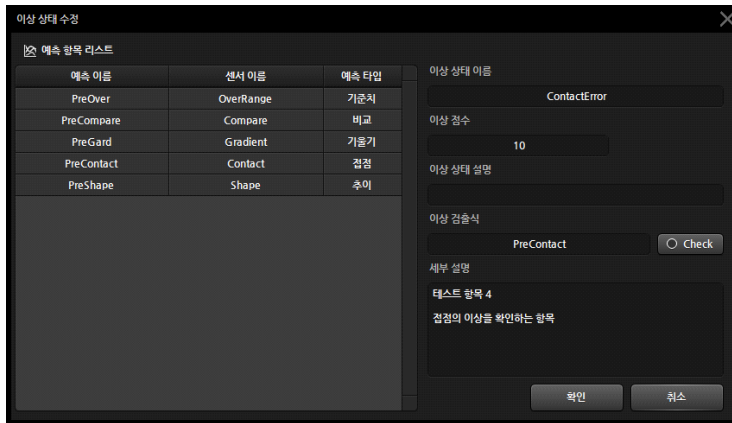 이상 상태 수정
예측 항목 리스트
예측 이름 센서 이름 예측 타입
PreOver OverRange 기준치
PreCompare Compare 비교
PreGard Gradient 기울기
PreContact Contact 접점
PreShape Shape 추이
이상 상태 이름
ContactError
이상 점수
10
이상 상태 설명
이상 검출식
PreContact Check
세부 설명
테스트 항목 4
접점의 이상을 확인하는 항목
확인 취소